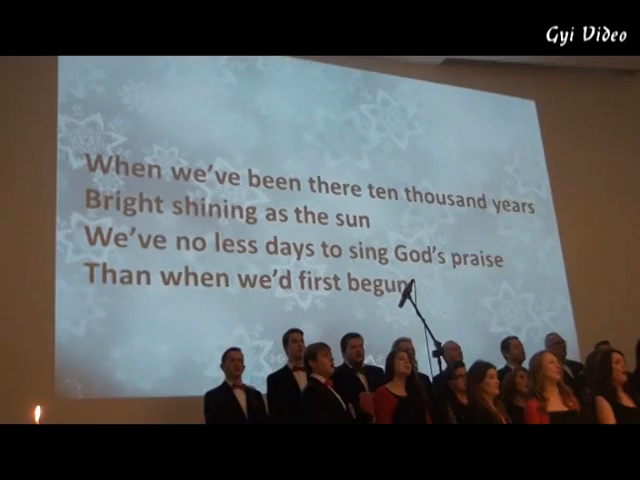 Gyi Video
When we've been there ten thousand years
Bright shining as the sun
We've no less days to sing God's praise
Than when we'd first begun